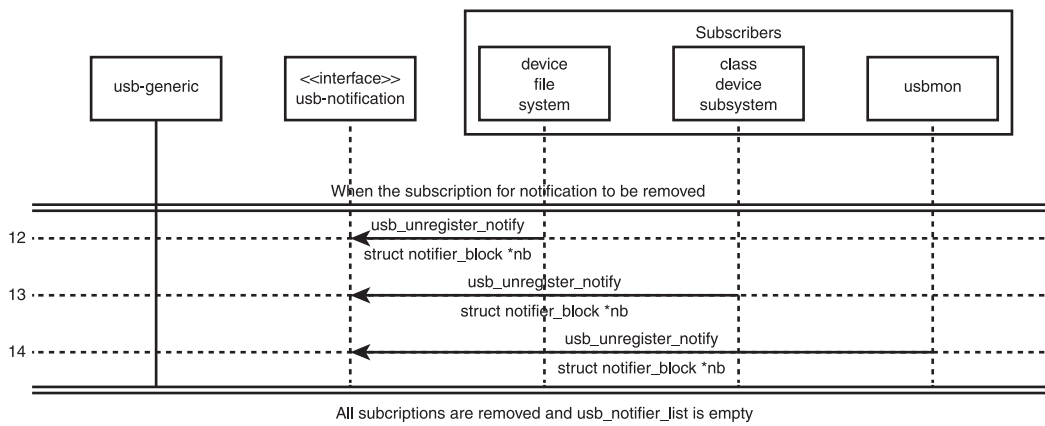 Subscribers
usb-generic
<<interface>>
usb-notification
device
file
system
class
device
subsystem
usbmon
When the subscription for notification to be removed
12
usb_unregister_notify
struct notifier_block *nb
13
usb_unregister_notify
struct notifier_block *nb
14
usb_unregister_notify
struct notifier_block *nb
All subcriptions are removed and usb_notifier_list is empty